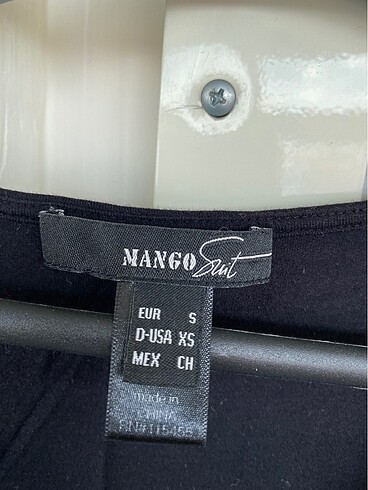 MANGO Suit
EUR S
D-USA XS
MEX CH
made in
CHINA